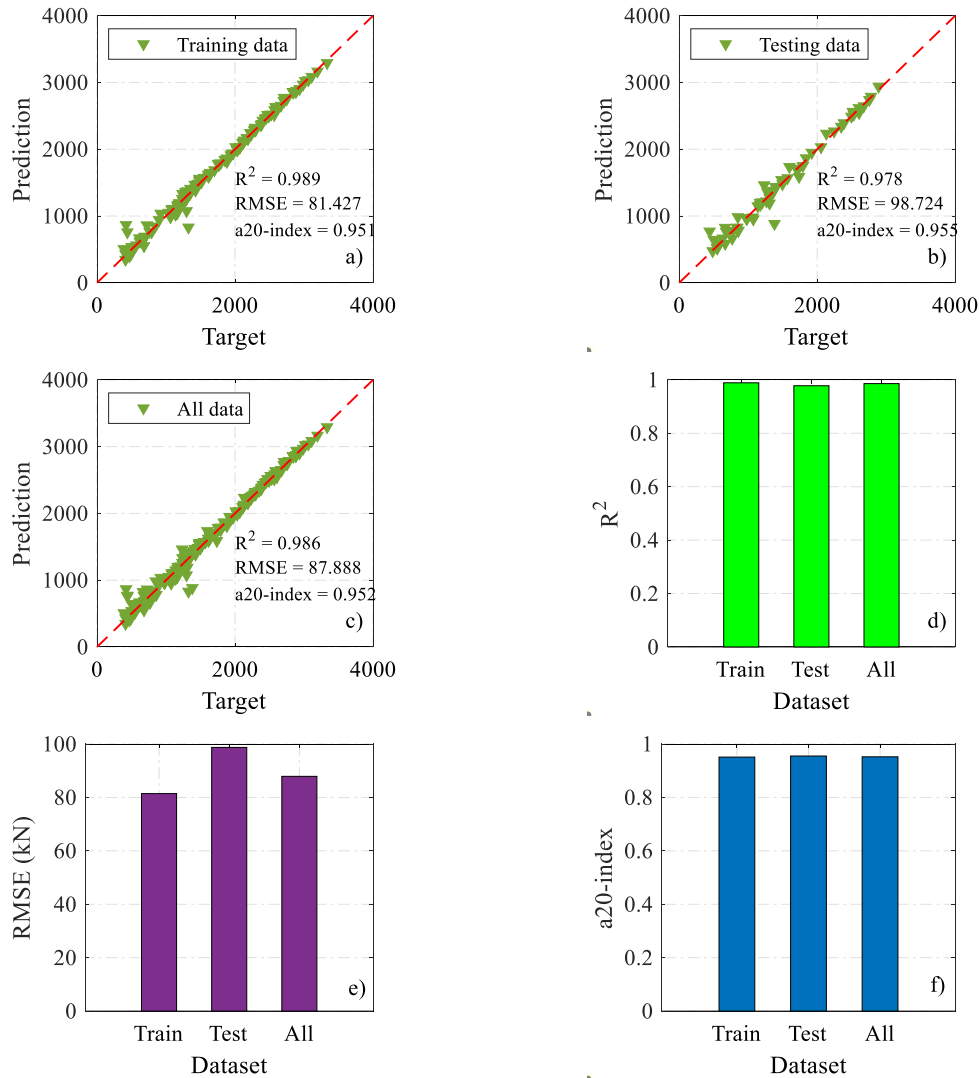 4000
3000
2000
1000
0
Prediction
Training data
R² = 0.989
RMSE = 81.427
a20-index = 0.951
a)
0 2000 4000
Target
4000
3000
2000
1000
0
Prediction
Testing data
R² = 0.978
RMSE = 98.724
a20-index = 0.955
b)
0 2000 4000
Target
4000
3000
2000
1000
0
Prediction
All data
R² = 0.986
RMSE = 87.888
a20-index = 0.952
c)
0 2000 4000
Target
1
0.8
0.6
0.4
0.2
0
R²
d)
Train Test All
Dataset
100
80
60
40
20
0
RMSE (kN)
e)
Train Test All
Dataset
1
0.8
0.6
0.4
0.2
0
a20-index
f)
Train Test All
Dataset